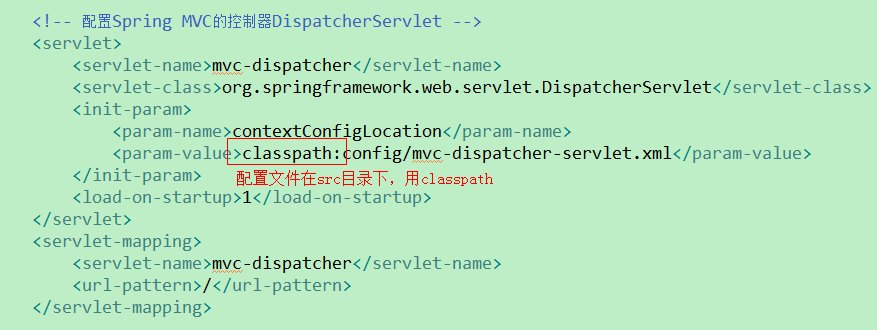 <!-- 配置Spring MVC的控制器DispatcherServlet -->
<servlet>
<servlet-name>mvc-dispatcher</servlet-name>
<servlet-class>org.springframework.web.servlet.DispatcherServlet</servlet-class>
<init-param>
<param-name>contextConfigLocation</param-name>
<param-value>classpath:config/mvc-dispatcher-servlet.xml</param-value>
</init-param>
配置文件在src目录下，用classpath
<load-on-startup>1</load-on-startup>
</servlet>
<servlet-mapping>
<servlet-name>mvc-dispatcher</servlet-name>
<url-pattern>/</url-pattern>
</servlet-mapping>